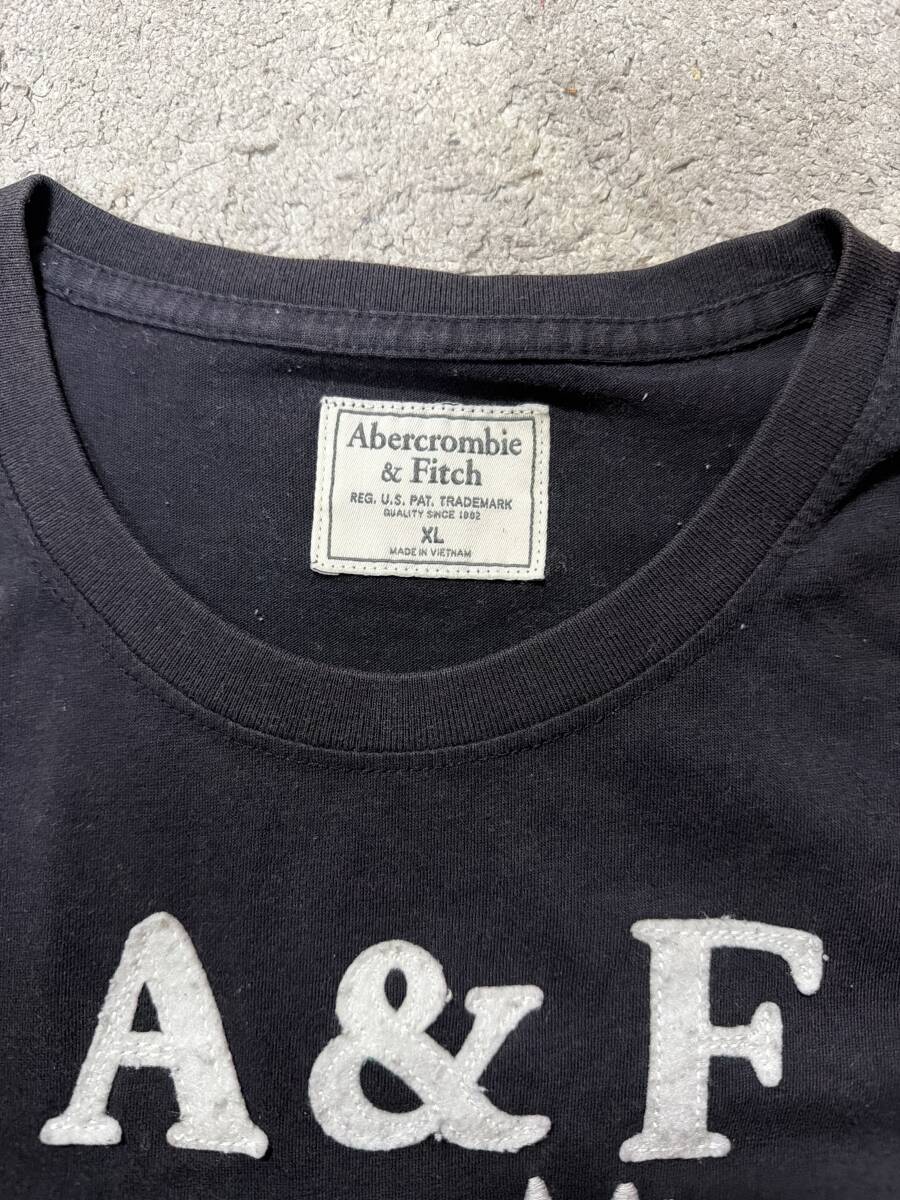 Abercrombie
& Fitch
REG. U.S. PAT. TRADEMARK
QUALITY SINCE 1892
XL
MADE IN VIETNAM
A & F